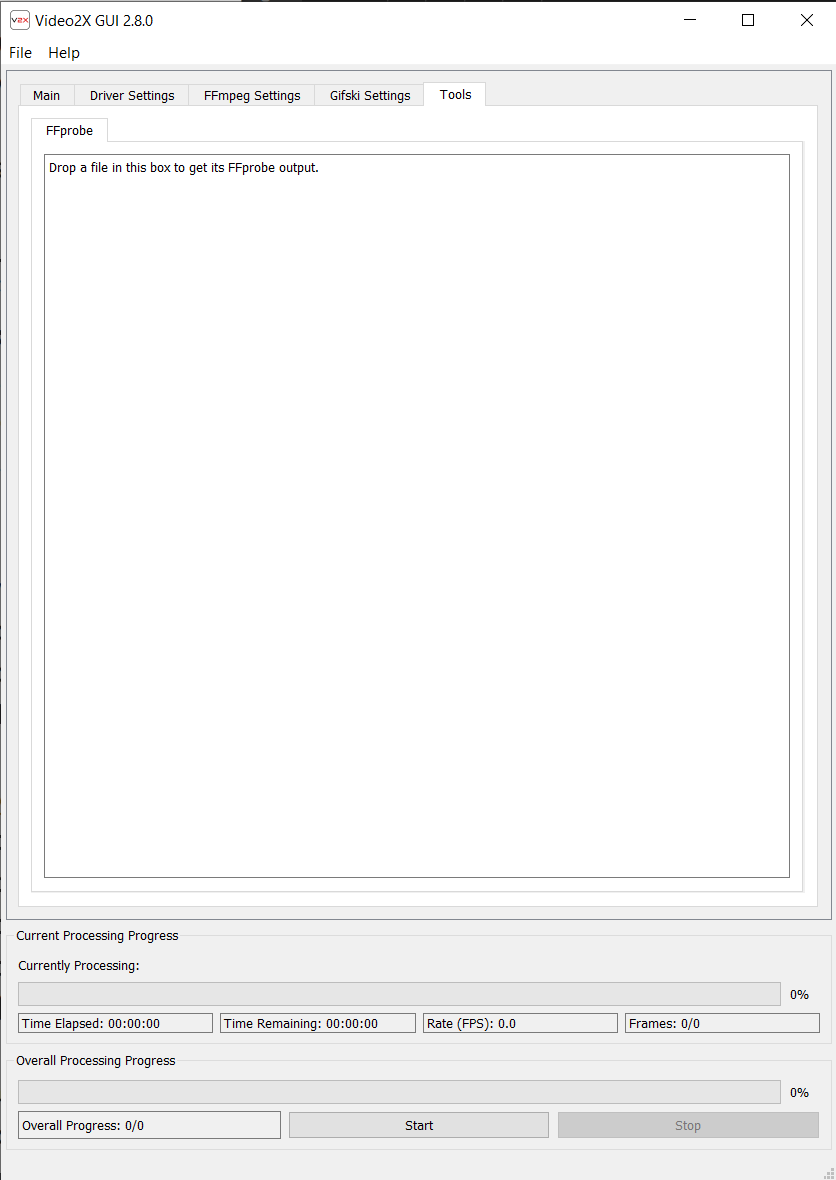 V2X Video2X GUI 2.8.0
File Help
Main Driver Settings FFmpeg Settings Gifski Settings Tools
FFprobe
Drop a file in this box to get its FFprobe output.
Current Processing Progress
Currently Processing:
0%
Time Elapsed: 00:00:00 Time Remaining: 00:00:00 Rate (FPS): 0.0 Frames: 0/0
Overall Processing Progress
0%
Overall Progress: 0/0 Start Stop